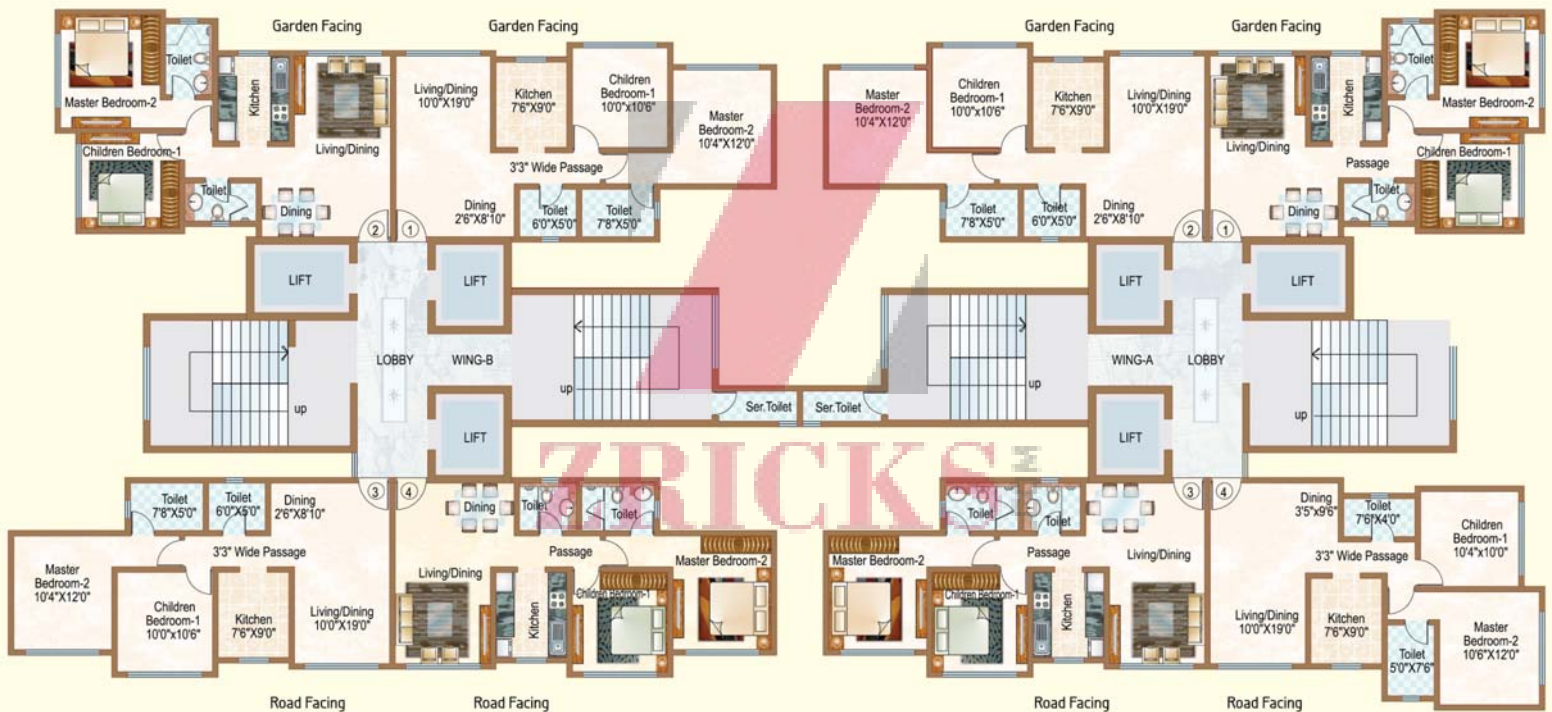 Garden Facing
Garden Facing
Garden Facing
Garden Facing
Toilet
Master Bedroom-2
Kitchen
Living/Dining
Children Bedroom-1
Toilet
Dining
2
Living/Dining
10'0"X19'0"
Kitchen
7'6"X9'0"
Children
Bedroom-1
10'0"x10'6"
Master
Bedroom-2
10'4"X12'0"
3'3" Wide Passage
Dining
2'6"X8'10"
Toilet
6'0"X5'0"
Toilet
7'8"X5'0"
1
Master
Bedroom-2
10'4"X12'0"
Children
Bedroom-1
10'0"x10'6"
Kitchen
7'6"X9'0"
Living/Dining
10'0"X19'0"
Dining
2'6"X8'10"
Toilet
7'8"X5'0"
Toilet
6'0"X5'0"
2
Living/Dining
Kitchen
Toilet
Master Bedroom-2
Children Bedroom-1
Passage
Toilet
Dining
1
LIFT
LIFT
LIFT
LIFT
up
LOBBY
WING-B
up
up
WING-A
LOBBY
up
Ser.Toilet
Ser.Toilet
LIFT
LIFT
ZRICKS
TM
3
4
3
4
Toilet
7'8"X5'0"
Toilet
6'0"X5'0"
Dining
2'6"X8'10"
3'3" Wide Passage
Master
Bedroom-2
10'4"X12'0"
Children
Bedroom-1
10'0"x10'6"
Kitchen
7'6"X9'0"
Living/Dining
10'0"X19'0"
Dining
Toilet
Toilet
Passage
Living/Dining
Kitchen
Children Bedroom-1
Master Bedroom-2
Toilet
Toilet
Master Bedroom-2
Passage
Living/Dining
Children Bedroom-1
Kitchen
Dining
3'5"x9'6"
Toilet
7'6"X4'0"
Children
Bedroom-1
10'4"x10'0"
3'3" Wide Passage
Living/Dining
10'0"X19'0"
Kitchen
7'6"X9'0"
Toilet
5'0"X7'6"
Master
Bedroom-2
10'6"X12'0"
Road Facing
Road Facing
Road Facing
Road Facing